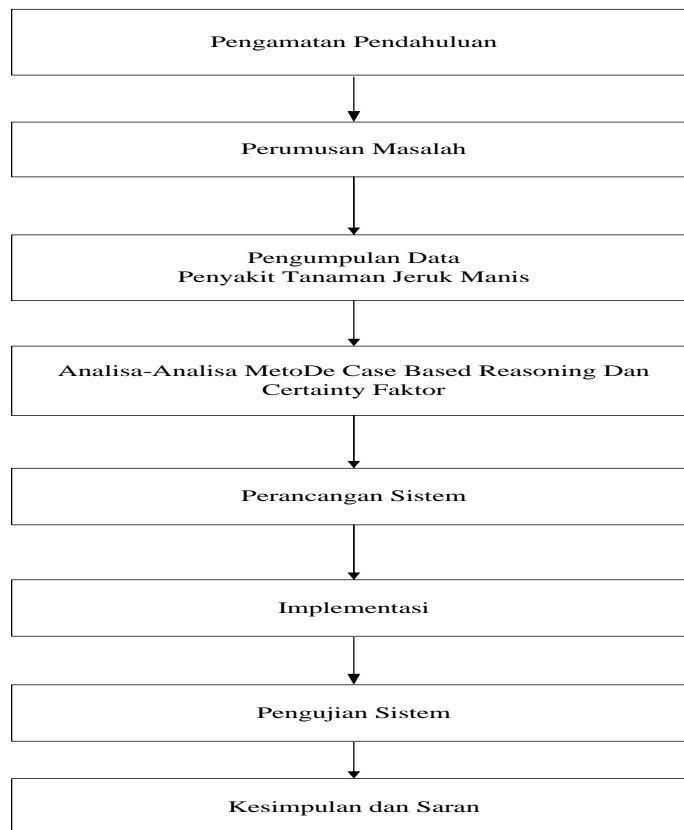 Pengamatan Pendahuluan
Perumusan Masalah
Pengumpulan Data
Penyakit Tanaman Jeruk Manis
Analisa-Analisa MetoDe Case Based Reasoning Dan
Certainty Faktor
Perancangan Sistem
Implementasi
Pengujian Sistem
Kesimpulan dan Saran